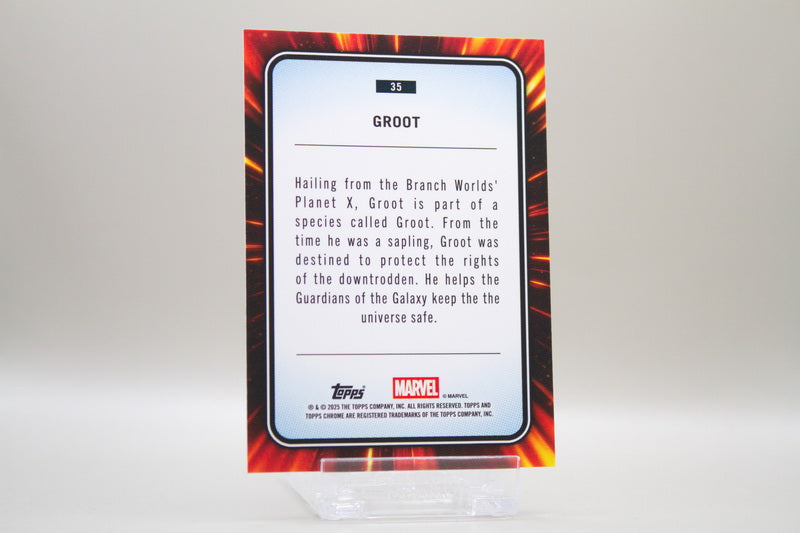 35
GROOT
Hailing from the Branch Worlds'
Planet X, Groot is part of a
species called Groot. From the
time he was a sapling, Groot was
destined to protect the rights
of the downtrodden. He helps the
Guardians of the Galaxy keep the the
universe safe.
Topps® MARVEL © MARVEL
® & © 2025 THE TOPPS COMPANY, INC. ALL RIGHTS RESERVED. TOPPS AND
TOPPS CHROME ARE REGISTERED TRADEMARKS OF THE TOPPS COMPANY, INC.